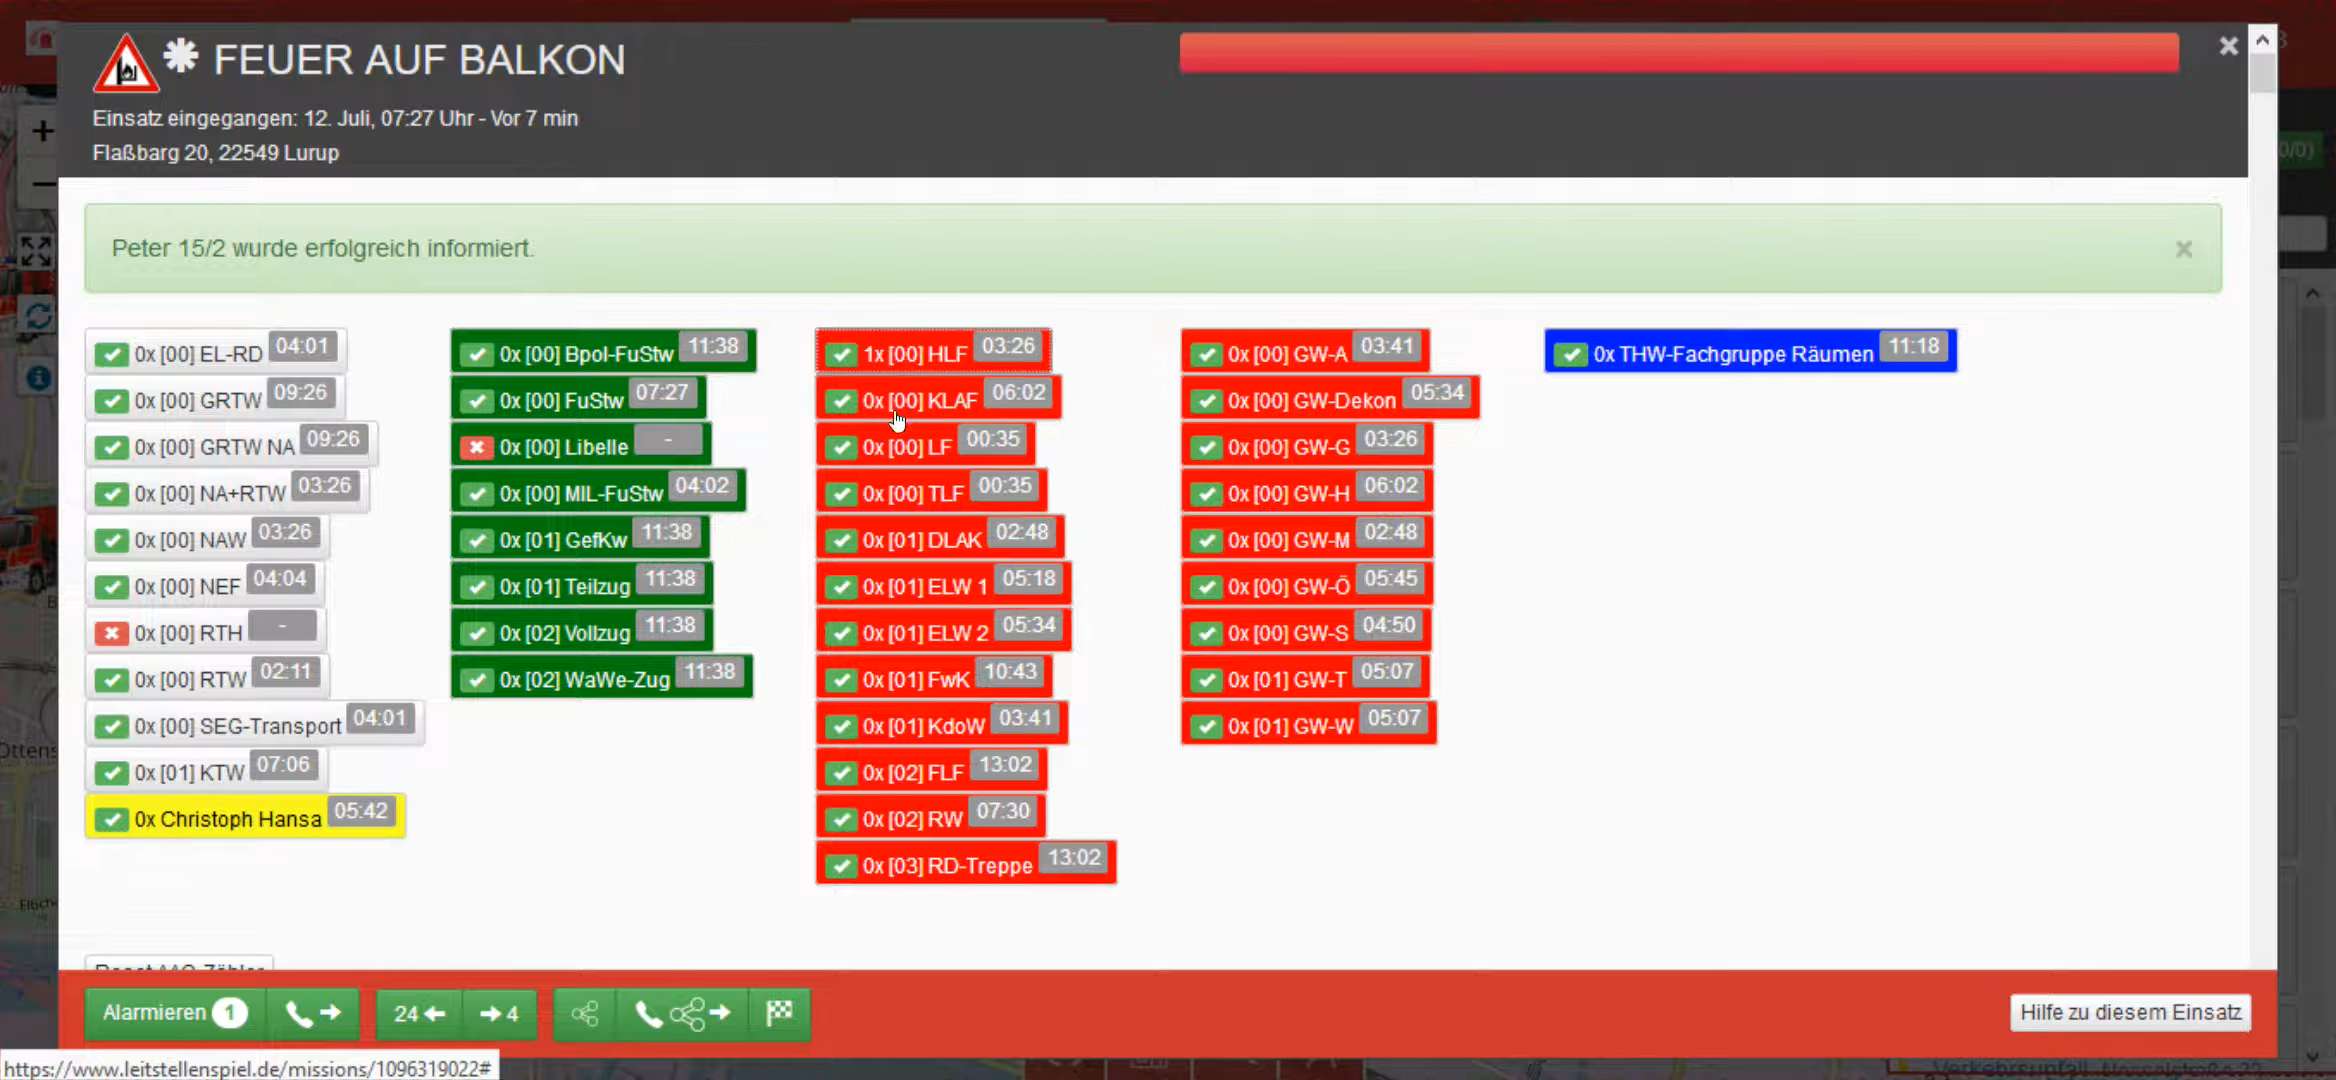 FEUER AUF BALKON
Einsatz eingegangen: 12. Juli, 07:27 Uhr - Vor 7 min
Flaßbarg 20, 22549 Lurup
Peter 15/2 wurde erfolgreich informiert.
0x [00] EL-RD 04:01
0x [00] GRTW 09:26
0x [00] GRTW NA 09:26
0x [00] NA+RTW 03:26
0x [00] NAW 03:26
0x [00] NEF 04:04
0x [00] RTH -
0x [00] RTW 02:11
0x [00] SEG-Transport 04:01
0x [01] KTW 07:06
0x Christoph Hansa 05:42
0x [00] Bpol-FuStw 11:38
0x [00] FuStw 07:27
0x [00] Libelle -
0x [00] MIL-FuStw 04:02
0x [01] GefKw 11:38
0x [01] Teilzug 11:38
0x [02] Vollzug 11:38
0x [02] WaWe-Zug 11:38
1x [00] HLF 03:26
0x [00] KLAF 06:02
0x [00] LF 00:35
0x [00] TLF 00:35
0x [01] DLAK 02:48
0x [01] ELW 1 05:18
0x [01] ELW 2 05:34
0x [01] FwK 10:43
0x [01] KdoW 03:41
0x [02] FLF 13:02
0x [02] RW 07:30
0x [03] RD-Treppe 13:02
0x [00] GW-A 03:41
0x [00] GW-Dekon 05:34
0x [00] GW-G 03:26
0x [00] GW-H 06:02
0x [00] GW-M 02:48
0x [00] GW-Ö 05:45
0x [00] GW-S 04:50
0x [01] GW-T 05:07
0x [01] GW-W 05:07
0x THW-Fachgruppe Räumen 11:18
Alarmieren 1
24
4
Hilfe zu diesem Einsatz
https://www.leitstellenspiel.de/missions/1096319022#